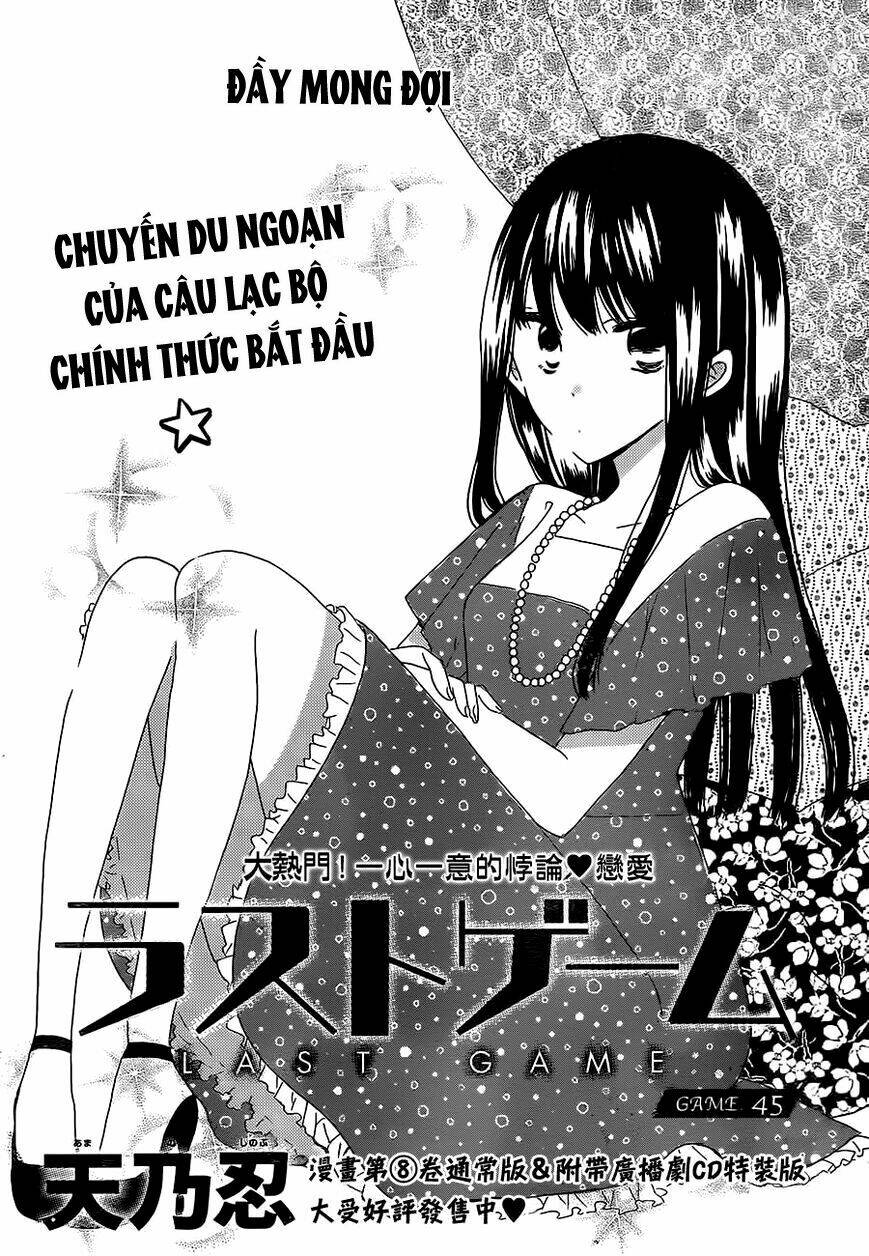 ĐẦY MONG ĐỢI
CHUYẾN DU NGOẠN
CỦA CÂU LẠC BỘ
CHÍNH THỨC BẮT ĐẦU
大熱門！一心一意的悖論♥戀愛
ラストゲーム
LAST GAME
GAME 45
あまのしのぶ
天乃忍
漫畫第⑧卷通常版&附帶廣播劇CD特裝版
大受好評發售中♥